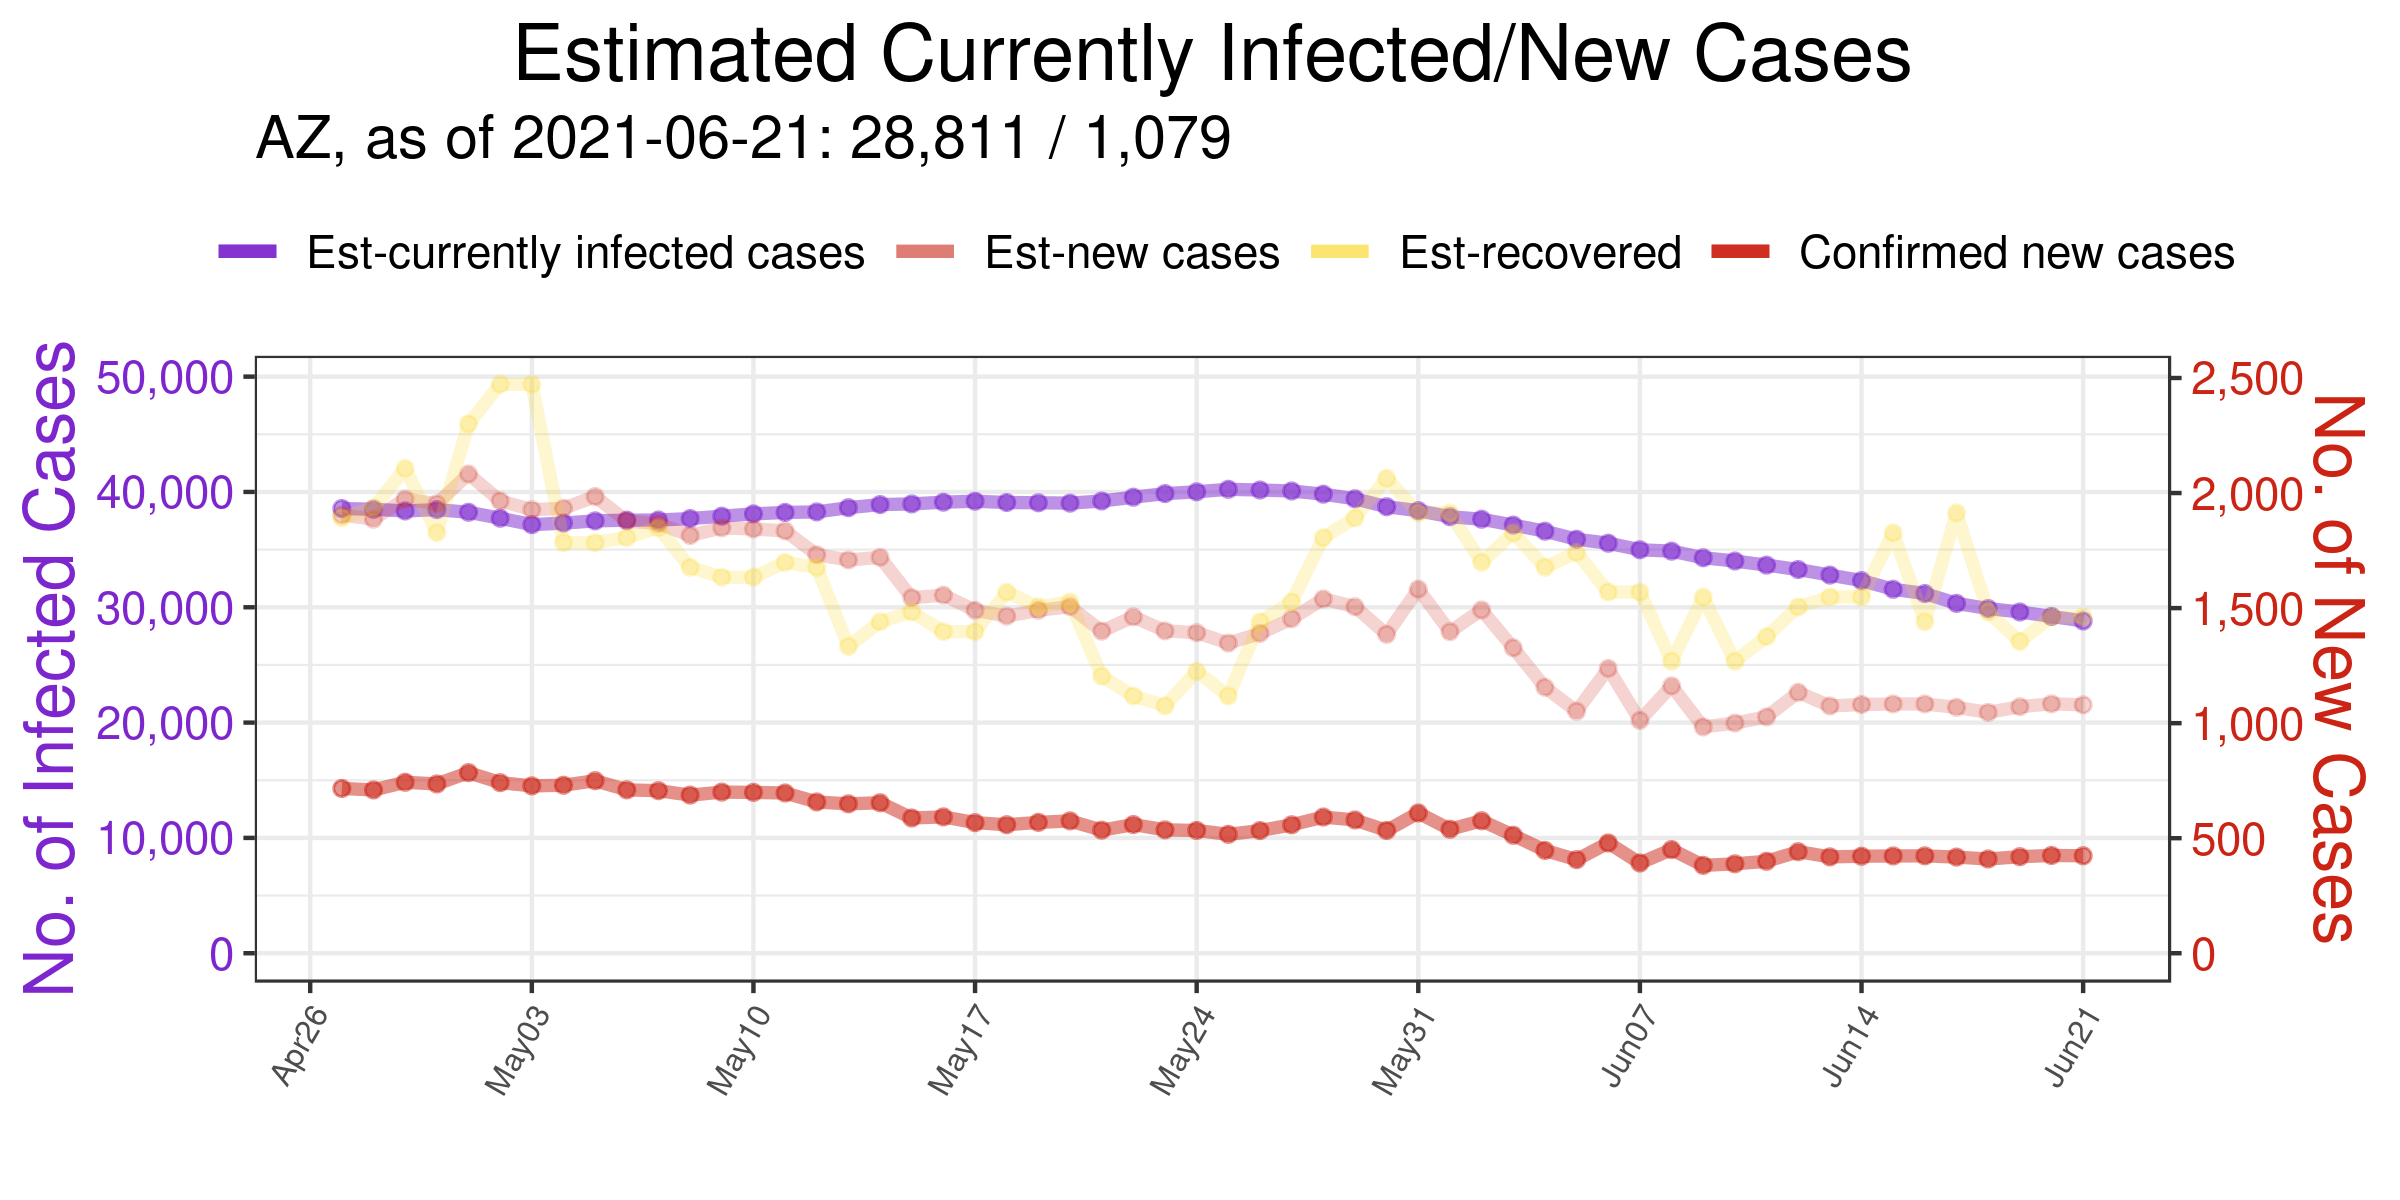 Estimated Currently Infected/New Cases
AZ, as of 2021-06-21: 28,811 / 1,079
Est-currently infected cases Est-new cases Est-recovered Confirmed new cases
No. of Infected Cases
50,000
40,000
30,000
20,000
10,000
0
2,500
2,000
1,500
1,000
500
0
No. of New Cases
Apr26 May03 May10 May17 May24 May31 Jun07 Jun14 Jun21